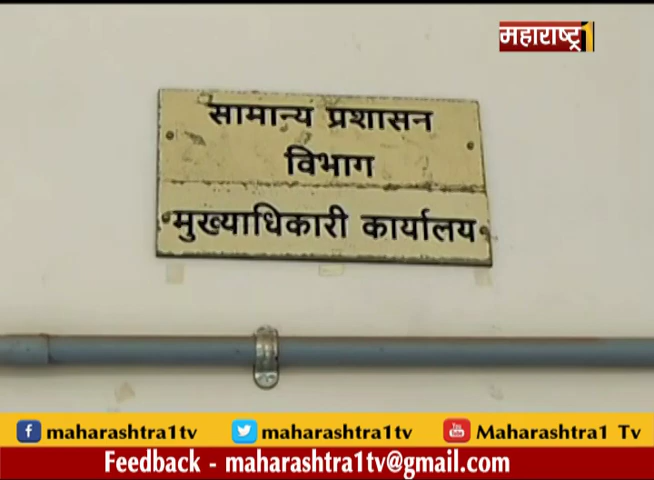 महाराष्ट्र1
सामान्य प्रशासन
विभाग
मुख्याधिकारी कार्यालय
maharashtra1tv maharashtra1tv Maharashtra1 Tv
Feedback - maharashtra1tv@gmail.com